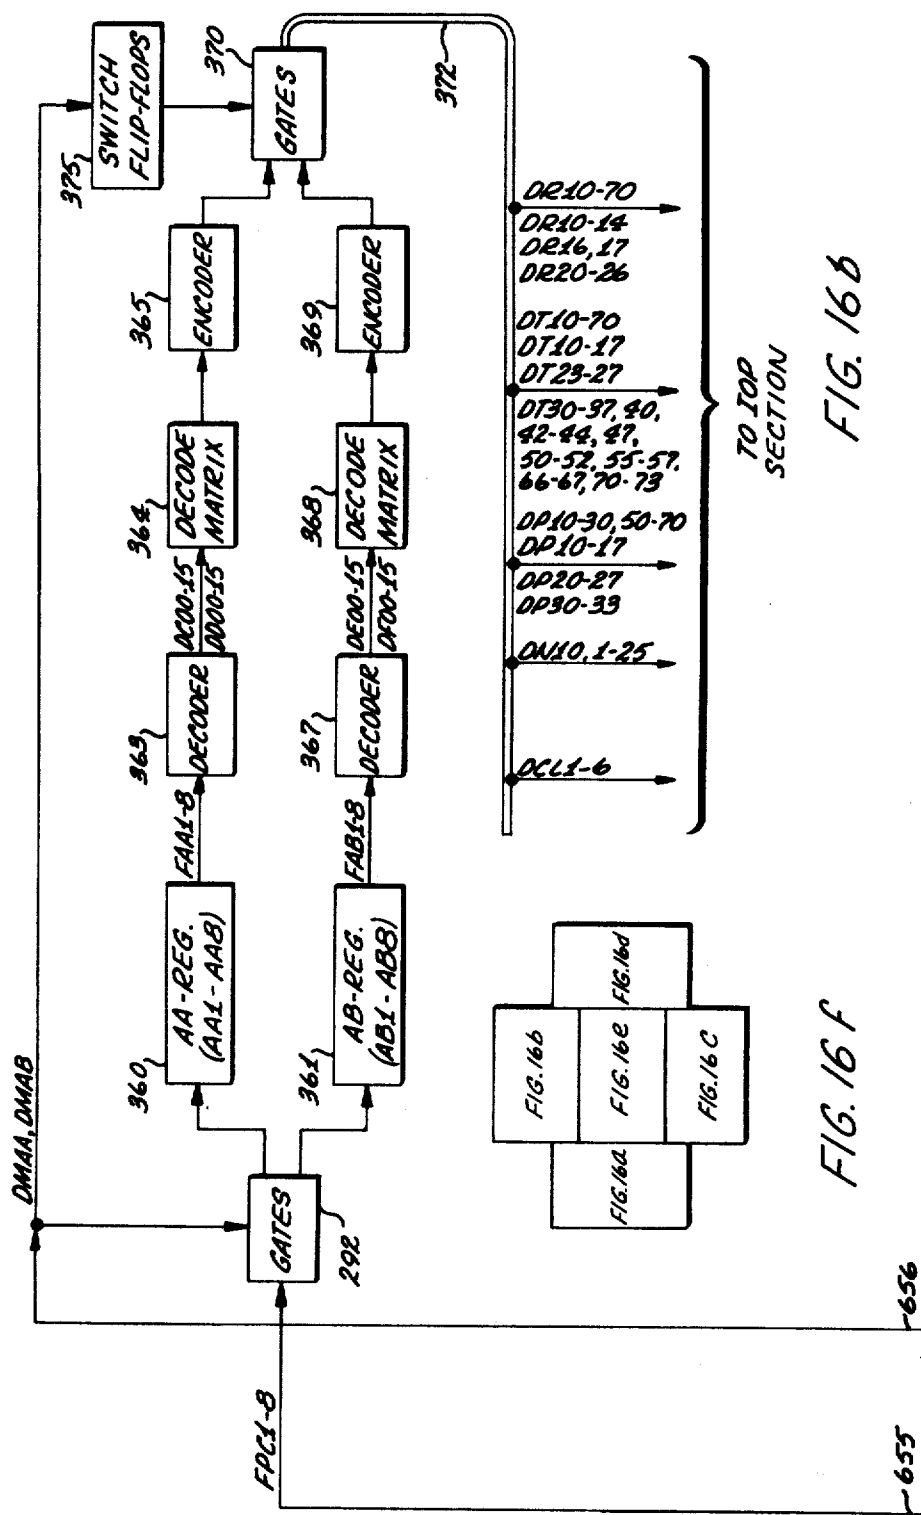 DMAA, DMAB
375
SWITCH
FLIP-FLOPS
FPC1-8
GATES
292
360
AA-REG.
(AA1-AA8)
FAA1-8
363
DECODER
DC00-15
DD00-15
364
DECODE
MATRIX
365
ENCODER
370
GATES
372
361
AB-REG.
(AB1-AB8)
FAB1-8
367
DECODER
DE00-15
DF00-15
368
DECODE
MATRIX
369
ENCODER
DCL1-6
DN10, 1-25
DP10-30, 50-70
DP10-17
DP20-27
DP30-33
DT10-70
DT10-17
DT23-27
DT30-37, 40,
42-44, 47,
50-52, 55-57,
66-67, 70-73
DR10-70
DR10-14
DR16, 17
DR20-26
TO IOP
SECTION
FIG. 16b
FIG. 16a
FIG. 16b
FIG. 16e
FIG. 16c
FIG. 16d
FIG. 16f
655
656